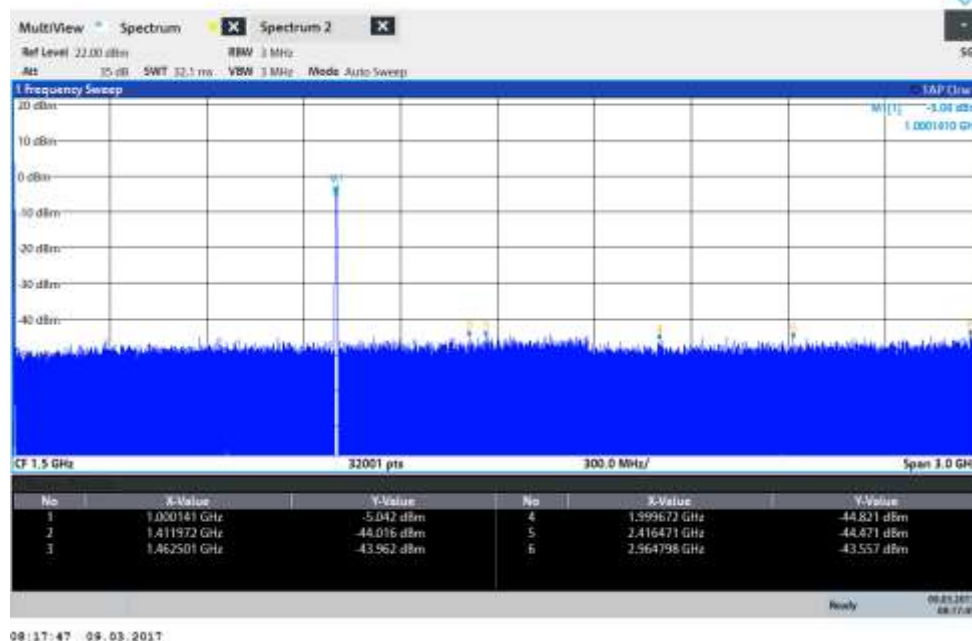 MultiView Spectrum X Spectrum 2 X
Ref Level 22.00 dBm RBW 3 MHz
Att 35 dB SWT 32.1 ms VBW 3 MHz Mode Auto Sweep
1 Frequency Sweep
M1[1]
20 dBm
1.0001410 GH
10 dBm
0 dBm
M1
-10 dBm
-20 dBm
-30 dBm
-40 dBm
CF 1.5 GHz 32001 pts 300.0 MHz/ Span 3.0 GH
No X-Value Y-Value No X-Value Y-Value
1 1.000141 GHz -5.042 dBm 4 1.999672 GHz -44.821 dBm
2 1.411972 GHz -44.016 dBm 5 2.416471 GHz -44.471 dBm
3 1.462501 GHz -43.962 dBm 6 2.964798 GHz -43.557 dBm
Ready
08:17:47 09.03.2017